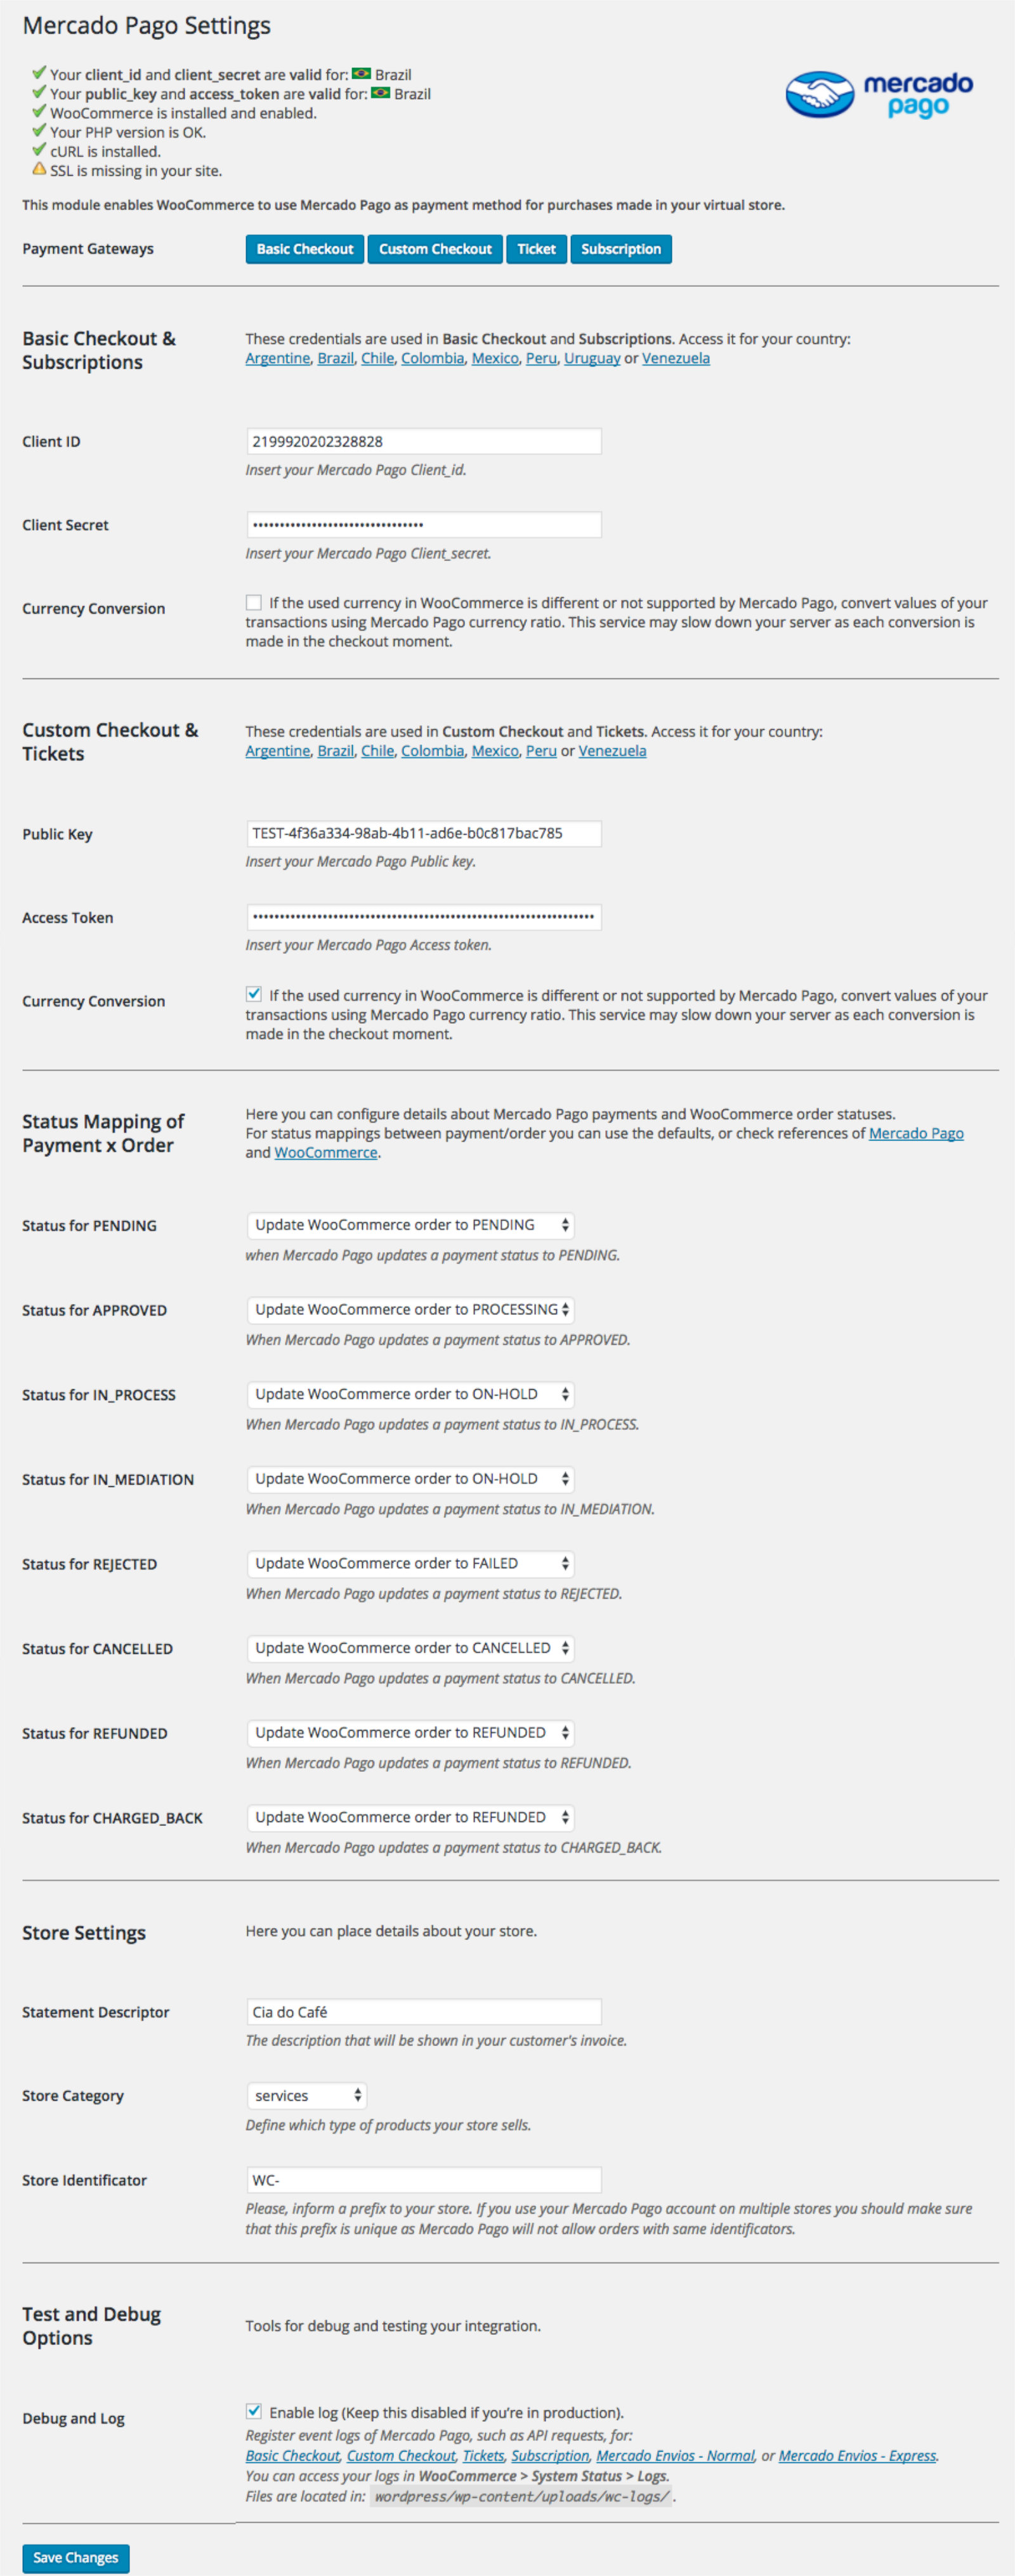 Mercado Pago Settings
Your client_id and client_secret are valid for: Brazil
Your public_key and access_token are valid for: Brazil
WooCommerce is installed and enabled.
Your PHP version is OK.
cURL is installed.
SSL is missing in your site.
mercado
pago
This module enables WooCommerce to use Mercado Pago as payment method for purchases made in your virtual store.
Payment Gateways
Basic Checkout Custom Checkout Ticket Subscription
Basic Checkout &
Subscriptions
These credentials are used in Basic Checkout and Subscriptions. Access it for your country:
Argentine, Brazil, Chile, Colombia, Mexico, Peru, Uruguay or Venezuela
Client ID
2199920202328828
Insert your Mercado Pago Client_id.
Client Secret
••••••••••••••••••••••••••••••••
Insert your Mercado Pago Client_secret.
Currency Conversion
If the used currency in WooCommerce is different or not supported by Mercado Pago, convert values of your
transactions using Mercado Pago currency ratio. This service may slow down your server as each conversion is
made in the checkout moment.
Custom Checkout &
Tickets
These credentials are used in Custom Checkout and Tickets. Access it for your country:
Argentine, Brazil, Chile, Colombia, Mexico, Peru or Venezuela
Public Key
TEST-4f36a334-98ab-4b11-ad6e-b0c817bac785
Insert your Mercado Pago Public key.
Access Token
••••••••••••••••••••••••••••••••••••••••••••••••••••••••••••••••
Insert your Mercado Pago Access token.
Currency Conversion
If the used currency in WooCommerce is different or not supported by Mercado Pago, convert values of your
transactions using Mercado Pago currency ratio. This service may slow down your server as each conversion is
made in the checkout moment.
Status Mapping of
Payment x Order
Here you can configure details about Mercado Pago payments and WooCommerce order statuses.
For status mappings between payment/order you can use the defaults, or check references of Mercado Pago
and WooCommerce.
Status for PENDING
Update WooCommerce order to PENDING
when Mercado Pago updates a payment status to PENDING.
Status for APPROVED
Update WooCommerce order to PROCESSING
When Mercado Pago updates a payment status to APPROVED.
Status for IN_PROCESS
Update WooCommerce order to ON-HOLD
When Mercado Pago updates a payment status to IN_PROCESS.
Status for IN_MEDIATION
Update WooCommerce order to ON-HOLD
When Mercado Pago updates a payment status to IN_MEDIATION.
Status for REJECTED
Update WooCommerce order to FAILED
When Mercado Pago updates a payment status to REJECTED.
Status for CANCELLED
Update WooCommerce order to CANCELLED
When Mercado Pago updates a payment status to CANCELLED.
Status for REFUNDED
Update WooCommerce order to REFUNDED
When Mercado Pago updates a payment status to REFUNDED.
Status for CHARGED_BACK
Update WooCommerce order to REFUNDED
When Mercado Pago updates a payment status to CHARGED_BACK.
Store Settings
Here you can place details about your store.
Statement Descriptor
Cia do Café
The description that will be shown in your customer's invoice.
Store Category
services
Define which type of products your store sells.
Store Identificator
WC-
Please, inform a prefix to your store. If you use your Mercado Pago account on multiple stores you should make sure
that this prefix is unique as Mercado Pago will not allow orders with same identificators.
Test and Debug
Options
Tools for debug and testing your integration.
Debug and Log
Enable log (Keep this disabled if you're in production).
Register event logs of Mercado Pago, such as API requests, for:
Basic Checkout, Custom Checkout, Tickets, Subscription, Mercado Envios - Normal, or Mercado Envios - Express.
You can access your logs in WooCommerce > System Status > Logs.
Files are located in: wordpress/wp-content/uploads/wc-logs/ .
Save Changes